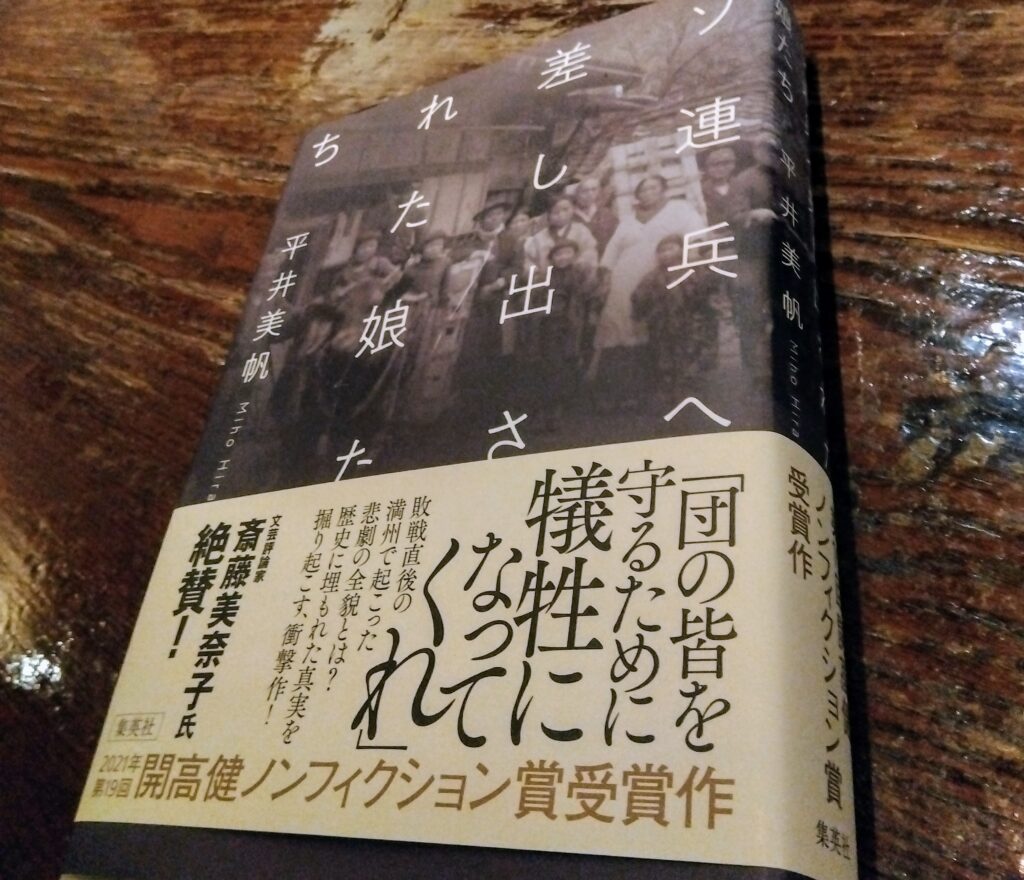 ソ連兵へ
差し出さ
れた娘た
ち
平井美帆
Miho Hira
「団の皆を
守るために
犠牲に
なって
くれ」
敗戦直後の
満州で起こった
悲劇の全貌とは?
歴史に埋もれた真実を
掘り起こす、衝撃作!
文芸評論家
斎藤美奈子氏
絶賛!
集英社
2021年
第19回
開高健ノンフィクション賞受賞作
娘たち 平井美帆 Miho Hira
ノンフィクション賞
受賞作
集英社